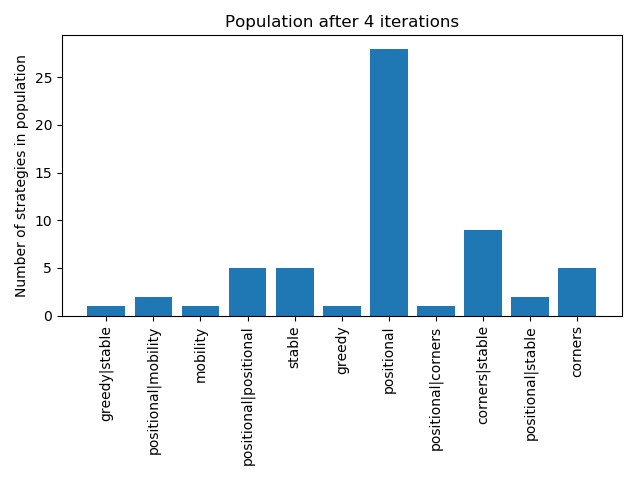 Population after 4 iterations
Number of strategies in population
25
20
15
10
5
0
greedy|stable
positional|mobility
mobility
positional|positional
stable
greedy
positional
positional|corners
corners|stable
positional|stable
corners